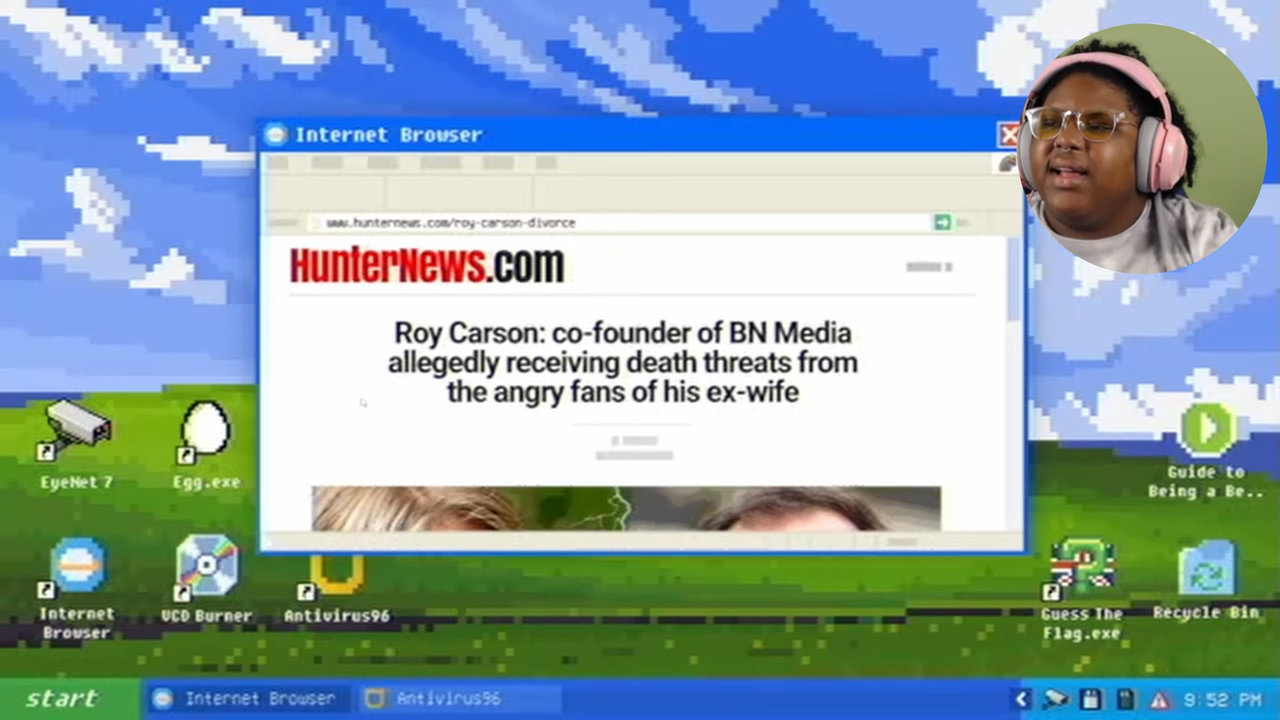 Internet Browser
www.hunternews.com/roy-carson-divorce
HunterNews.com
Roy Carson: co-founder of BN Media
allegedly receiving death threats from
the angry fans of his ex-wife
EyeNet 7
Egg.exe
Guide to
Being a Be..
Internet
Browser
VCD Burner
Antivirus96
Guess The
Flag.exe
Recycle Bin
start
Internet Browser
Antivirus96
9:52 PM